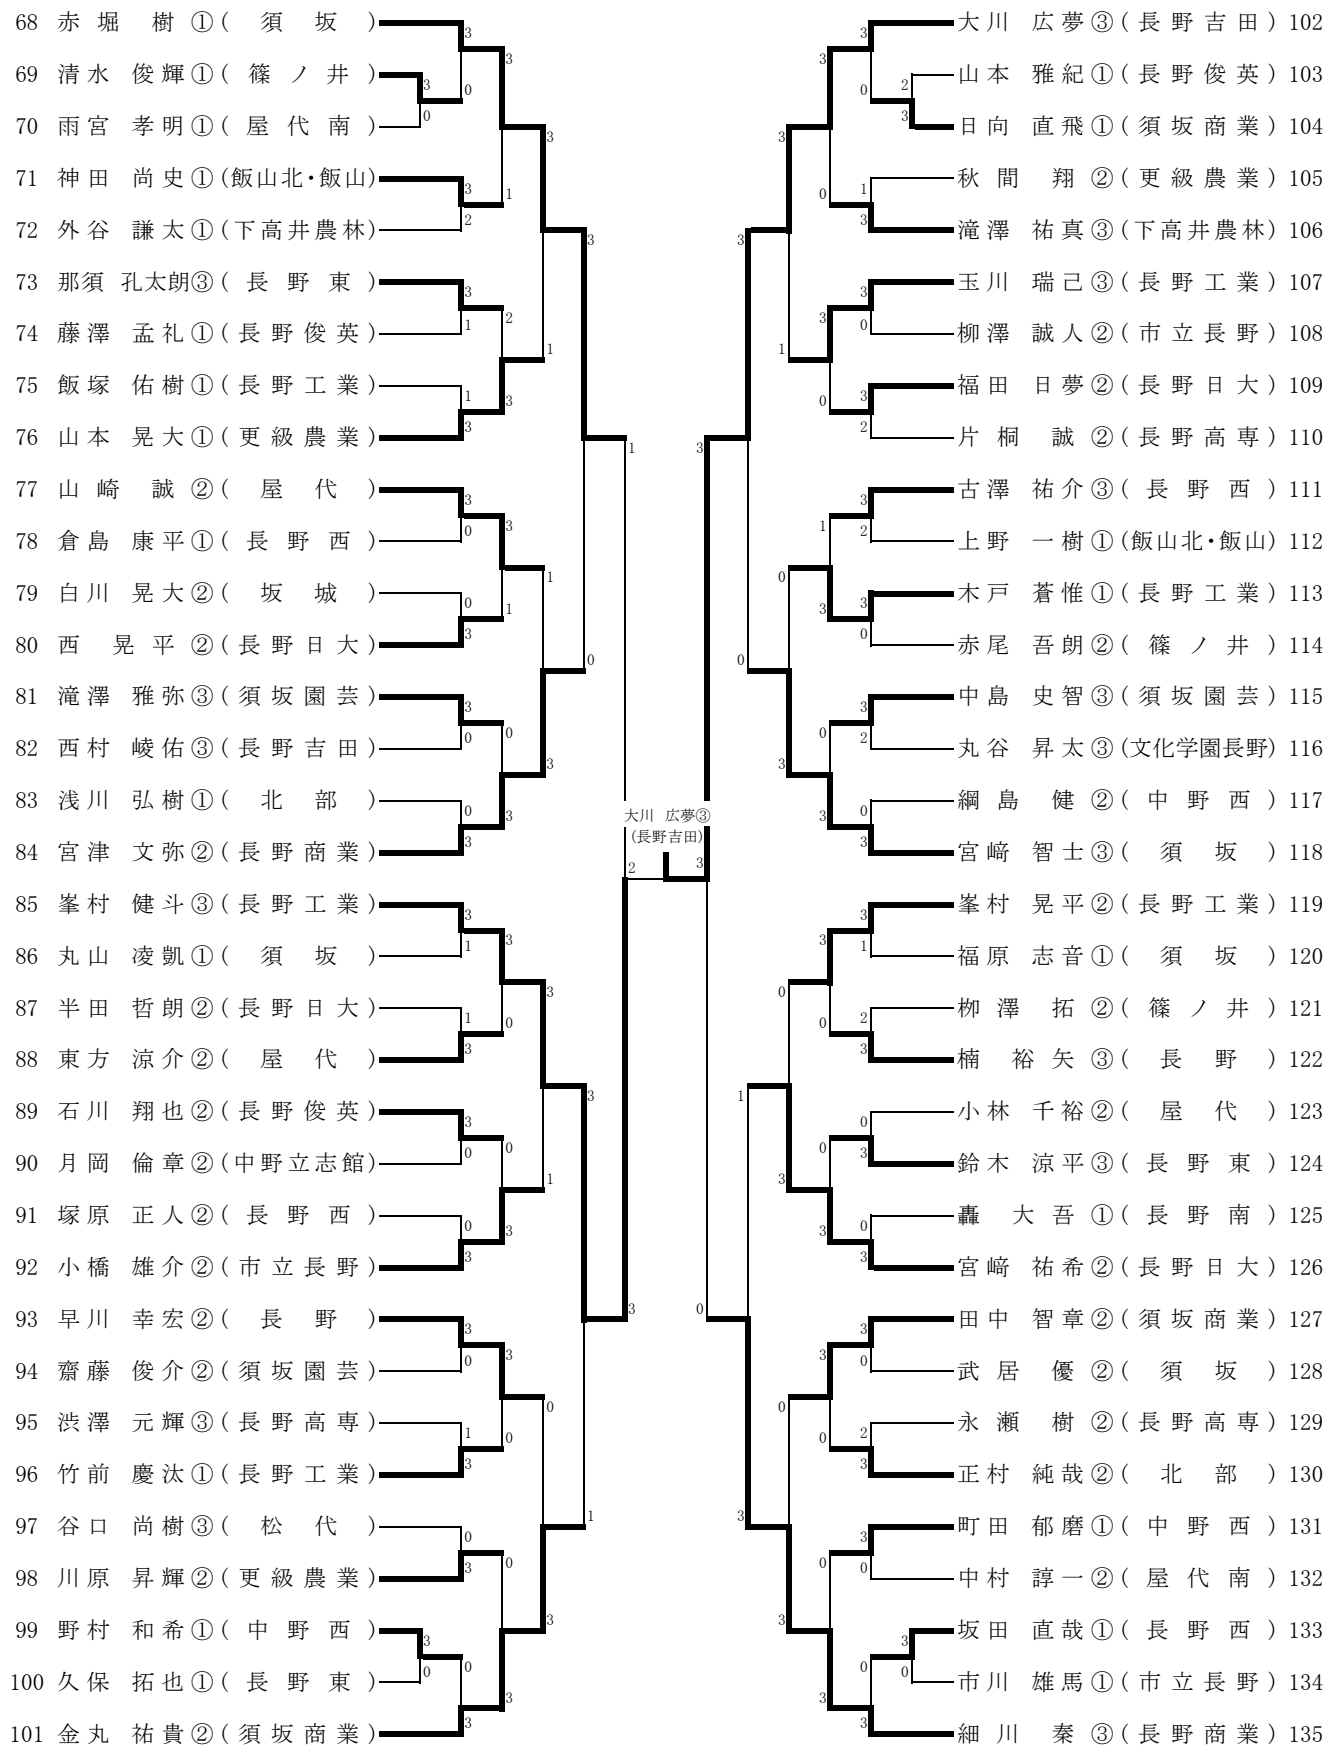 68 赤堀 樹①(須坂)
69 清水 俊輝①(篠ノ井)
70 雨宮 孝明①(屋代南)
71 神田 尚史①(飯山北・飯山)
72 外谷 謙太①(下高井農林)
73 那須 孔太朗③(長野東)
74 藤澤 孟礼①(長野俊英)
75 飯塚 佑樹①(長野工業)
76 山本 晃大①(更級農業)
77 山崎 誠②(屋代)
78 倉島 康平①(長野西)
79 白川 晃大②(坂城)
80 西 晃平②(長野日大)
81 滝澤 雅弥③(須坂園芸)
82 西村 崚佑③(長野吉田)
83 浅川 弘樹①(北部)
84 宮津 文弥②(長野商業)
85 峯村 健斗③(長野工業)
86 丸山 凌凱①(須坂)
87 半田 哲朗②(長野日大)
88 東方 涼介②(屋代)
89 石川 翔也②(長野俊英)
90 月岡 倫章②(中野立志館)
91 塚原 正人②(長野西)
92 小橋 雄介②(市立長野)
93 早川 幸宏②(長野)
94 齋藤 俊介②(須坂園芸)
95 渋澤 元輝③(長野高専)
96 竹前 慶汰①(長野工業)
97 谷口 尚樹③(松代)
98 川原 昇輝②(更級農業)
99 野村 和希①(中野西)
100 久保 拓也①(長野東)
101 金丸 祐貴②(須坂商業)
大川 広夢③
(長野吉田)
大川 広夢③(長野吉田) 102
山本 雅紀①(長野俊英) 103
日向 直飛①(須坂商業) 104
秋間 翔②(更級農業) 105
滝澤 祐真③(下高井農林) 106
玉川 瑞己③(長野工業) 107
柳澤 誠人②(市立長野) 108
福田 日夢②(長野日大) 109
片桐 誠②(長野高専) 110
古澤 祐介③(長野西) 111
上野 一樹①(飯山北・飯山) 112
木戸 蒼惟①(長野工業) 113
赤尾 吾朗②(篠ノ井) 114
中島 史智③(須坂園芸) 115
丸谷 昇太③(文化学園長野) 116
綱島 健②(中野西) 117
宮﨑 智士③(須坂) 118
峯村 晃平②(長野工業) 119
福原 志音①(須坂) 120
栁澤 拓②(篠ノ井) 121
楠 裕矢③(長野) 122
小林 千裕②(屋代) 123
鈴木 涼平③(長野東) 124
轟 大吾①(長野南) 125
宮﨑 祐希②(長野日大) 126
田中 智章②(須坂商業) 127
武居 優②(須坂) 128
永瀬 樹②(長野高専) 129
正村 純哉②(北部) 130
町田 郁磨①(中野西) 131
中村 諄一②(屋代南) 132
坂田 直哉①(長野西) 133
市川 雄馬①(市立長野) 134
細川 秦③(長野商業) 135